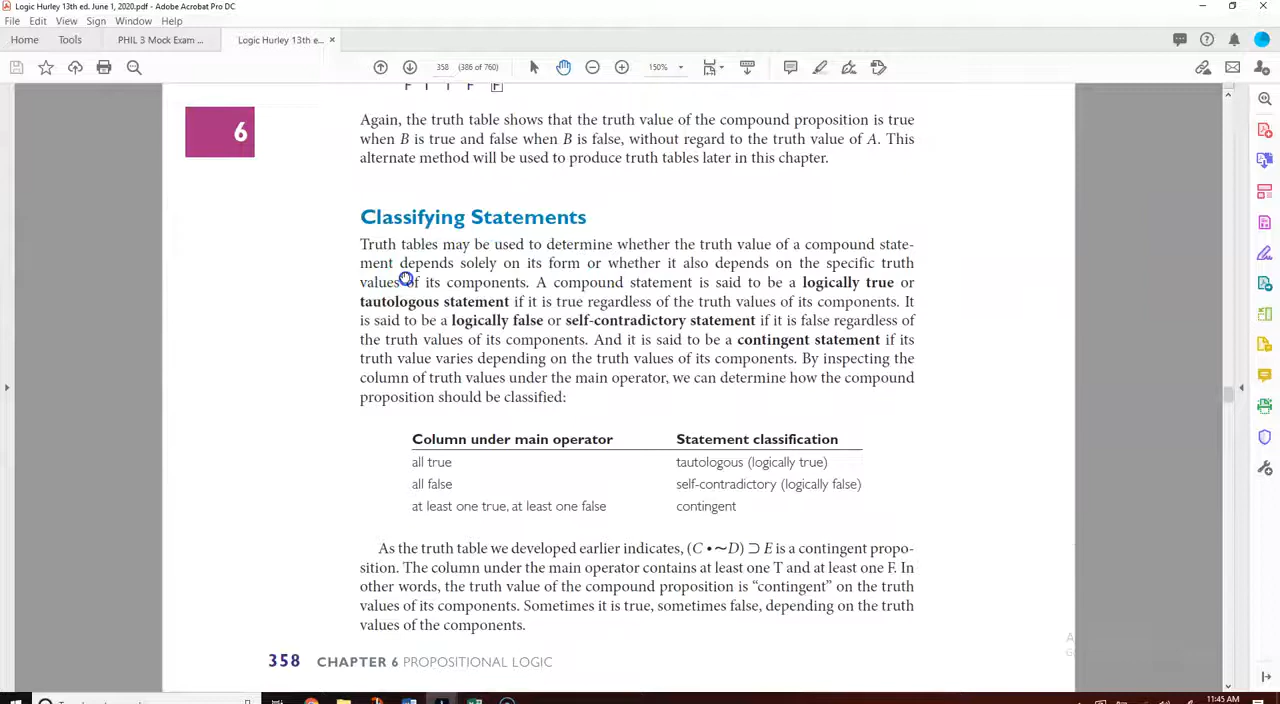 Logic Hurley 13th ed. June 1, 2020.pdf - Adobe Acrobat Pro DC
File Edit View Sign Window Help
Home Tools PHIL 3 Mock Exam ... Logic Hurley 13th e... ×
358 (386 of 760) 150%
6
Again, the truth table shows that the truth value of the compound proposition is true
when B is true and false when B is false, without regard to the truth value of A. This
alternate method will be used to produce truth tables later in this chapter.
Classifying Statements
Truth tables may be used to determine whether the truth value of a compound state-
ment depends solely on its form or whether it also depends on the specific truth
values of its components. A compound statement is said to be a logically true or
tautologous statement if it is true regardless of the truth values of its components. It
is said to be a logically false or self-contradictory statement if it is false regardless of
the truth values of its components. And it is said to be a contingent statement if its
truth value varies depending on the truth values of its components. By inspecting the
column of truth values under the main operator, we can determine how the compound
proposition should be classified:
Column under main operator Statement classification
all true tautologous (logically true)
all false self-contradictory (logically false)
at least one true, at least one false contingent
As the truth table we developed earlier indicates, (C • ~D) ⊃ E is a contingent propo-
sition. The column under the main operator contains at least one T and at least one F. In
other words, the truth value of the compound proposition is “contingent” on the truth
values of its components. Sometimes it is true, sometimes false, depending on the truth
values of the components.
358 CHAPTER 6 PROPOSITIONAL LOGIC
11:45 AM